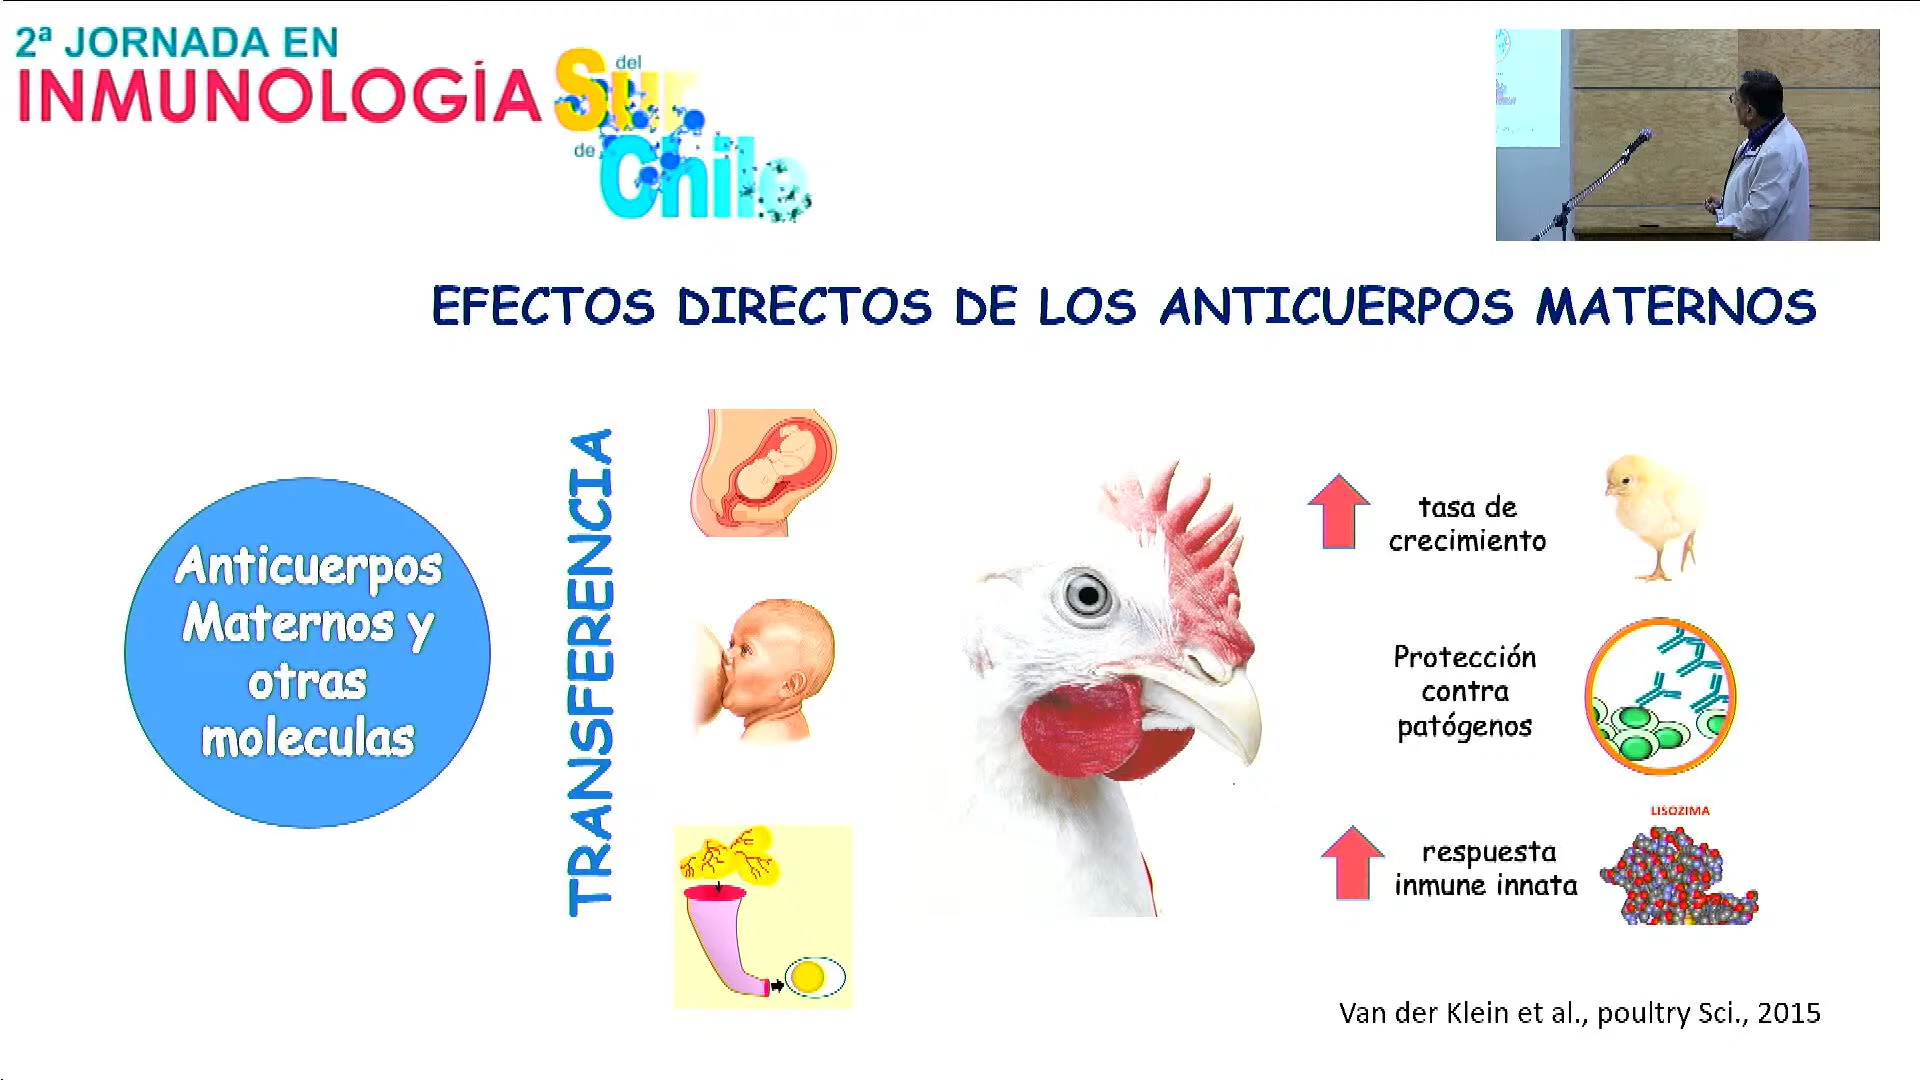 2ª JORNADA EN
INMUNOLOGÍA
del
Sur
de
Chile
EFECTOS DIRECTOS DE LOS ANTICUERPOS MATERNOS
Anticuerpos
Maternos y
otras
moleculas
TRANSFERENCIA
tasa de
crecimiento
Protección
contra
patógenos
LISOZIMA
respuesta
inmune innata
Van der Klein et al., poultry Sci., 2015